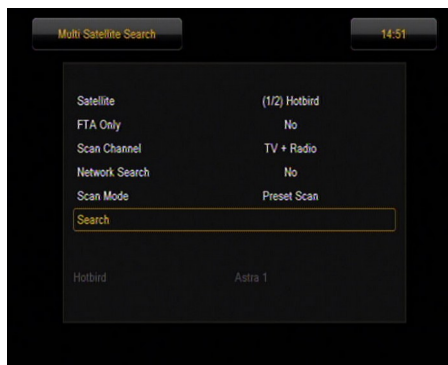 Multi Satellite Search 14:51
Satellite (1/2) Hotbird
FTA Only No
Scan Channel TV + Radio
Network Search No
Scan Mode Preset Scan
Search
Hotbird Astra 1